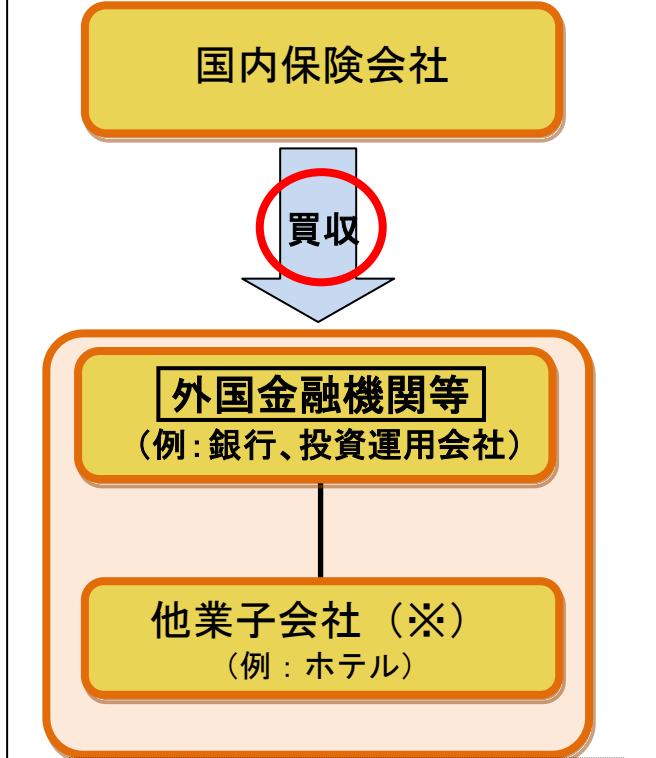 国内保険会社
買収
外国金融機関等
（例：銀行、投資運用会社）
他業子会社（※）
（例：ホテル）